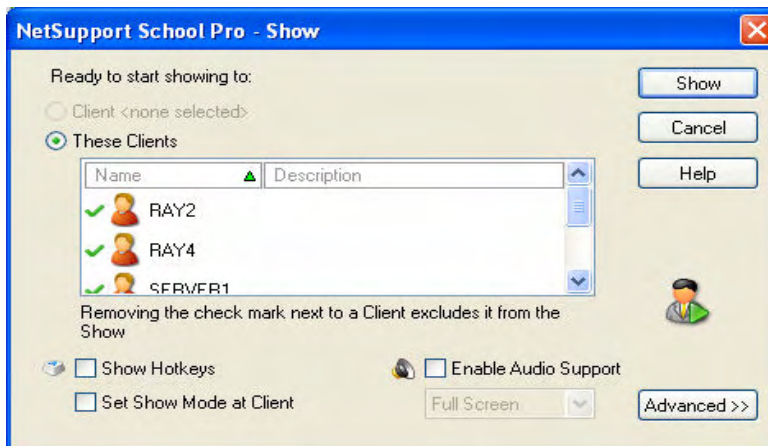 NetSupport School Pro - Show
Ready to start showing to:
Show
Client <none selected>
These Clients
Cancel
Name Description
Help
RAY2
RAY4
SERVER1
Removing the check mark next to a Client excludes it from the
Show
Show Hotkeys Enable Audio Support
Set Show Mode at Client Full Screen Advanced >>